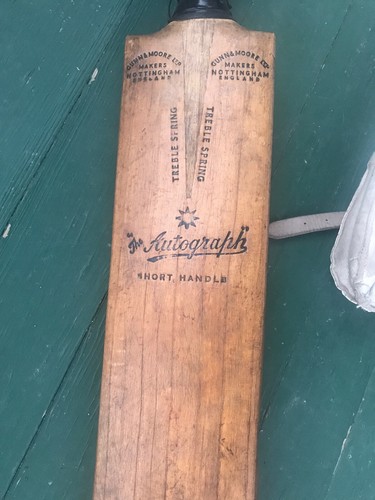 GUNN & MOORE LTD
MAKERS
NOTTINGHAM
ENGLAND
GUNN & MOORE LTD
MAKERS
NOTTINGHAM
ENGLAND
TREBLE SPRING
TREBLE SPRING
"The Autograph"
SHORT HANDLE